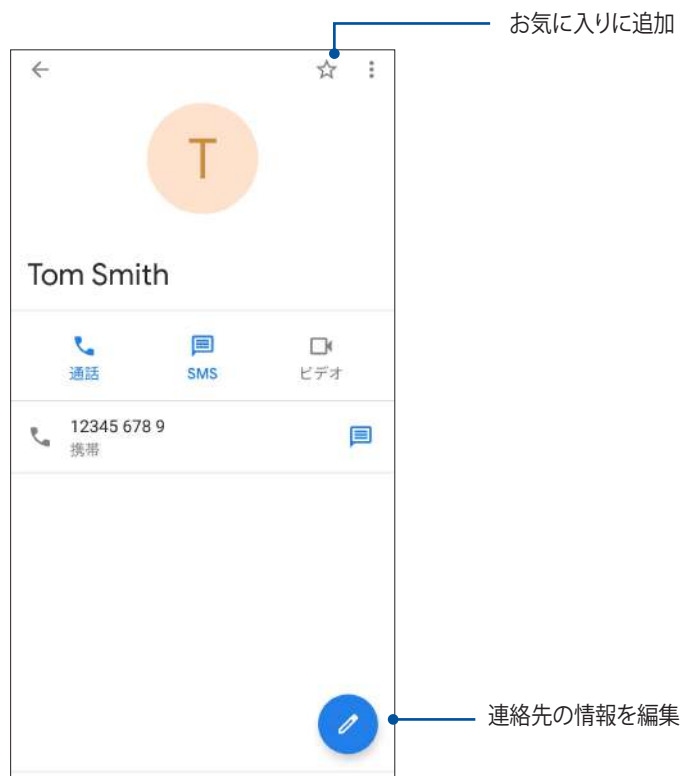 お気に入りに追加
T
Tom Smith
通話 SMS ビデオ
12345 678 9
携帯
連絡先の情報を編集